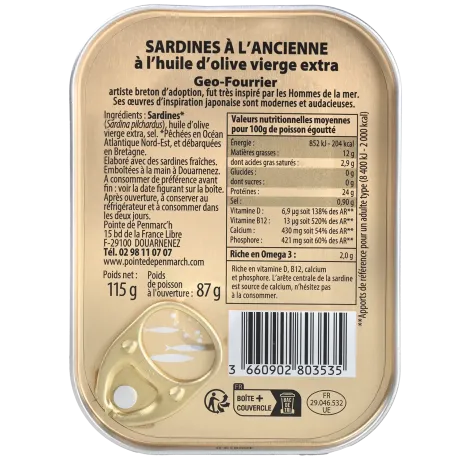 SARDINES À L'ANCIENNE
à l'huile d'olive vierge extra
Geo-Fourrier
artiste breton d'adoption, fut très inspiré par les Hommes de la mer.
Ses œuvres d'inspiration japonaise sont modernes et audacieuses.
Ingrédients : Sardines*
(Sardina pilchardus), huile d'olive
vierge extra, sel. *Pêchées en Océan
Atlantique Nord-Est, et débarquées
en Bretagne.
Élaboré avec des sardines fraîches.
Emboîtées à la main à Douarnenez.
A consommer de préférence avant
fin : voir la date figurant sur la boîte.
Après ouverture, à conserver au
réfrigérateur et à consommer dans
les deux jours.
Pointe de Penmarc'h
15 bd de la France Libre
F-29100 DOUARNENEZ
Tél. 02 98 11 07 07
www.pointedepenmarch.com
Poids net :
115 g
Poids
de poisson
à l'ouverture : 87 g
Valeurs nutritionnelles moyennes
pour 100g de poisson égoutté
Énergie : 852 kJ - 204 kcal
Matières grasses : 12 g
dont acides gras saturés : 2,9 g
Glucides : 0 g
dont sucres : 0 g
Protéines : 24 g
Sel : 0,90 g
Vitamine D : 6,9 µg soit 138% des AR**
Vitamine B12 : 13 µg soit 520% des AR**
Calcium : 430 mg soit 54% des AR**
Phosphore : 421 mg soit 60% des AR**
Riche en Omega 3 : 2,0 g
Riche en vitamine D, B12, calcium
et phosphore. L'arête centrale de la sardine
est source de calcium, n'hésitez pas
à la consommer.
**Apports de référence pour un adulte type (8 400 kJ - 2 000 kcal)
3 660902 803535
FR
BOÎTE +
COUVERCLE
BAC DE TRI
FR
29.046.532
UE